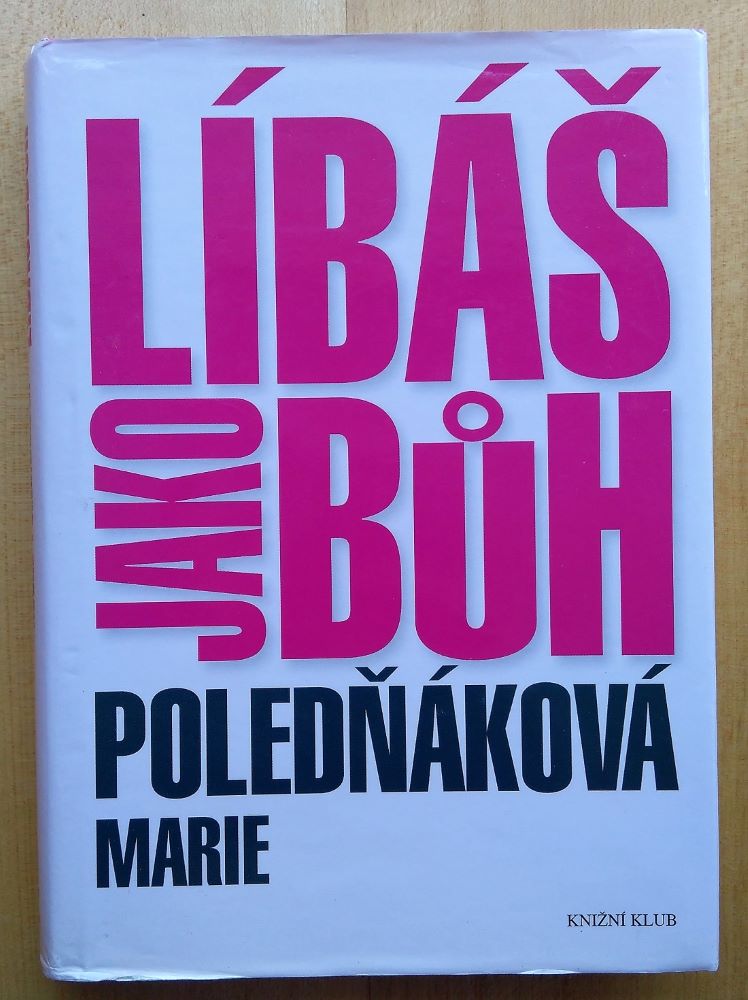 LÍBÁŠ
JAKO
BŮH
POLEDŇÁKOVÁ
MARIE
KNIŽNÍ KLUB